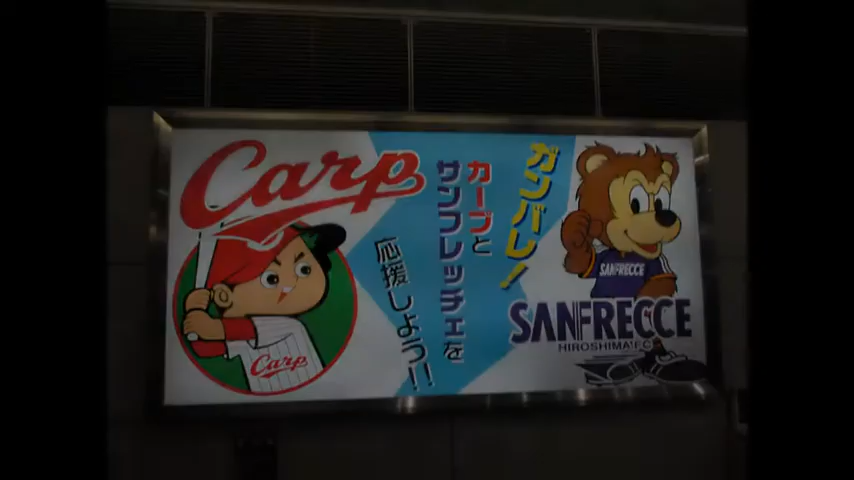 Carp
Carp
ガンバレ!
カープと
サンフレッチェを
応援しよう!!
SANFRECCE
SANFRECCE
HIROSHIMA F.C